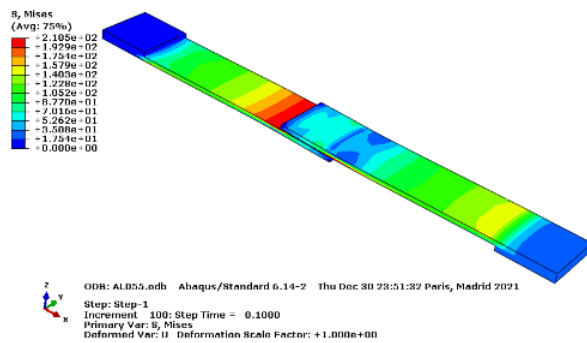 S, Mises
(Avg: 75%)
+2.105e+02
+1.929e+02
+1.754e+02
+1.579e+02
+1.403e+02
+1.228e+02
+1.052e+02
+8.770e+01
+7.016e+01
+5.262e+01
+3.508e+01
+1.754e+01
+0.000e+00
ODB: ALD55.odb Abaqus/Standard 6.14-2 Thu Dec 30 23:51:32 Paris, Madrid 2021
Z
Y
X
Step: Step-1
Increment 100: Step Time = 0.1000
Primary Var: S, Mises
Deformed Var: U Deformation Scale Factor: +1.000e+00